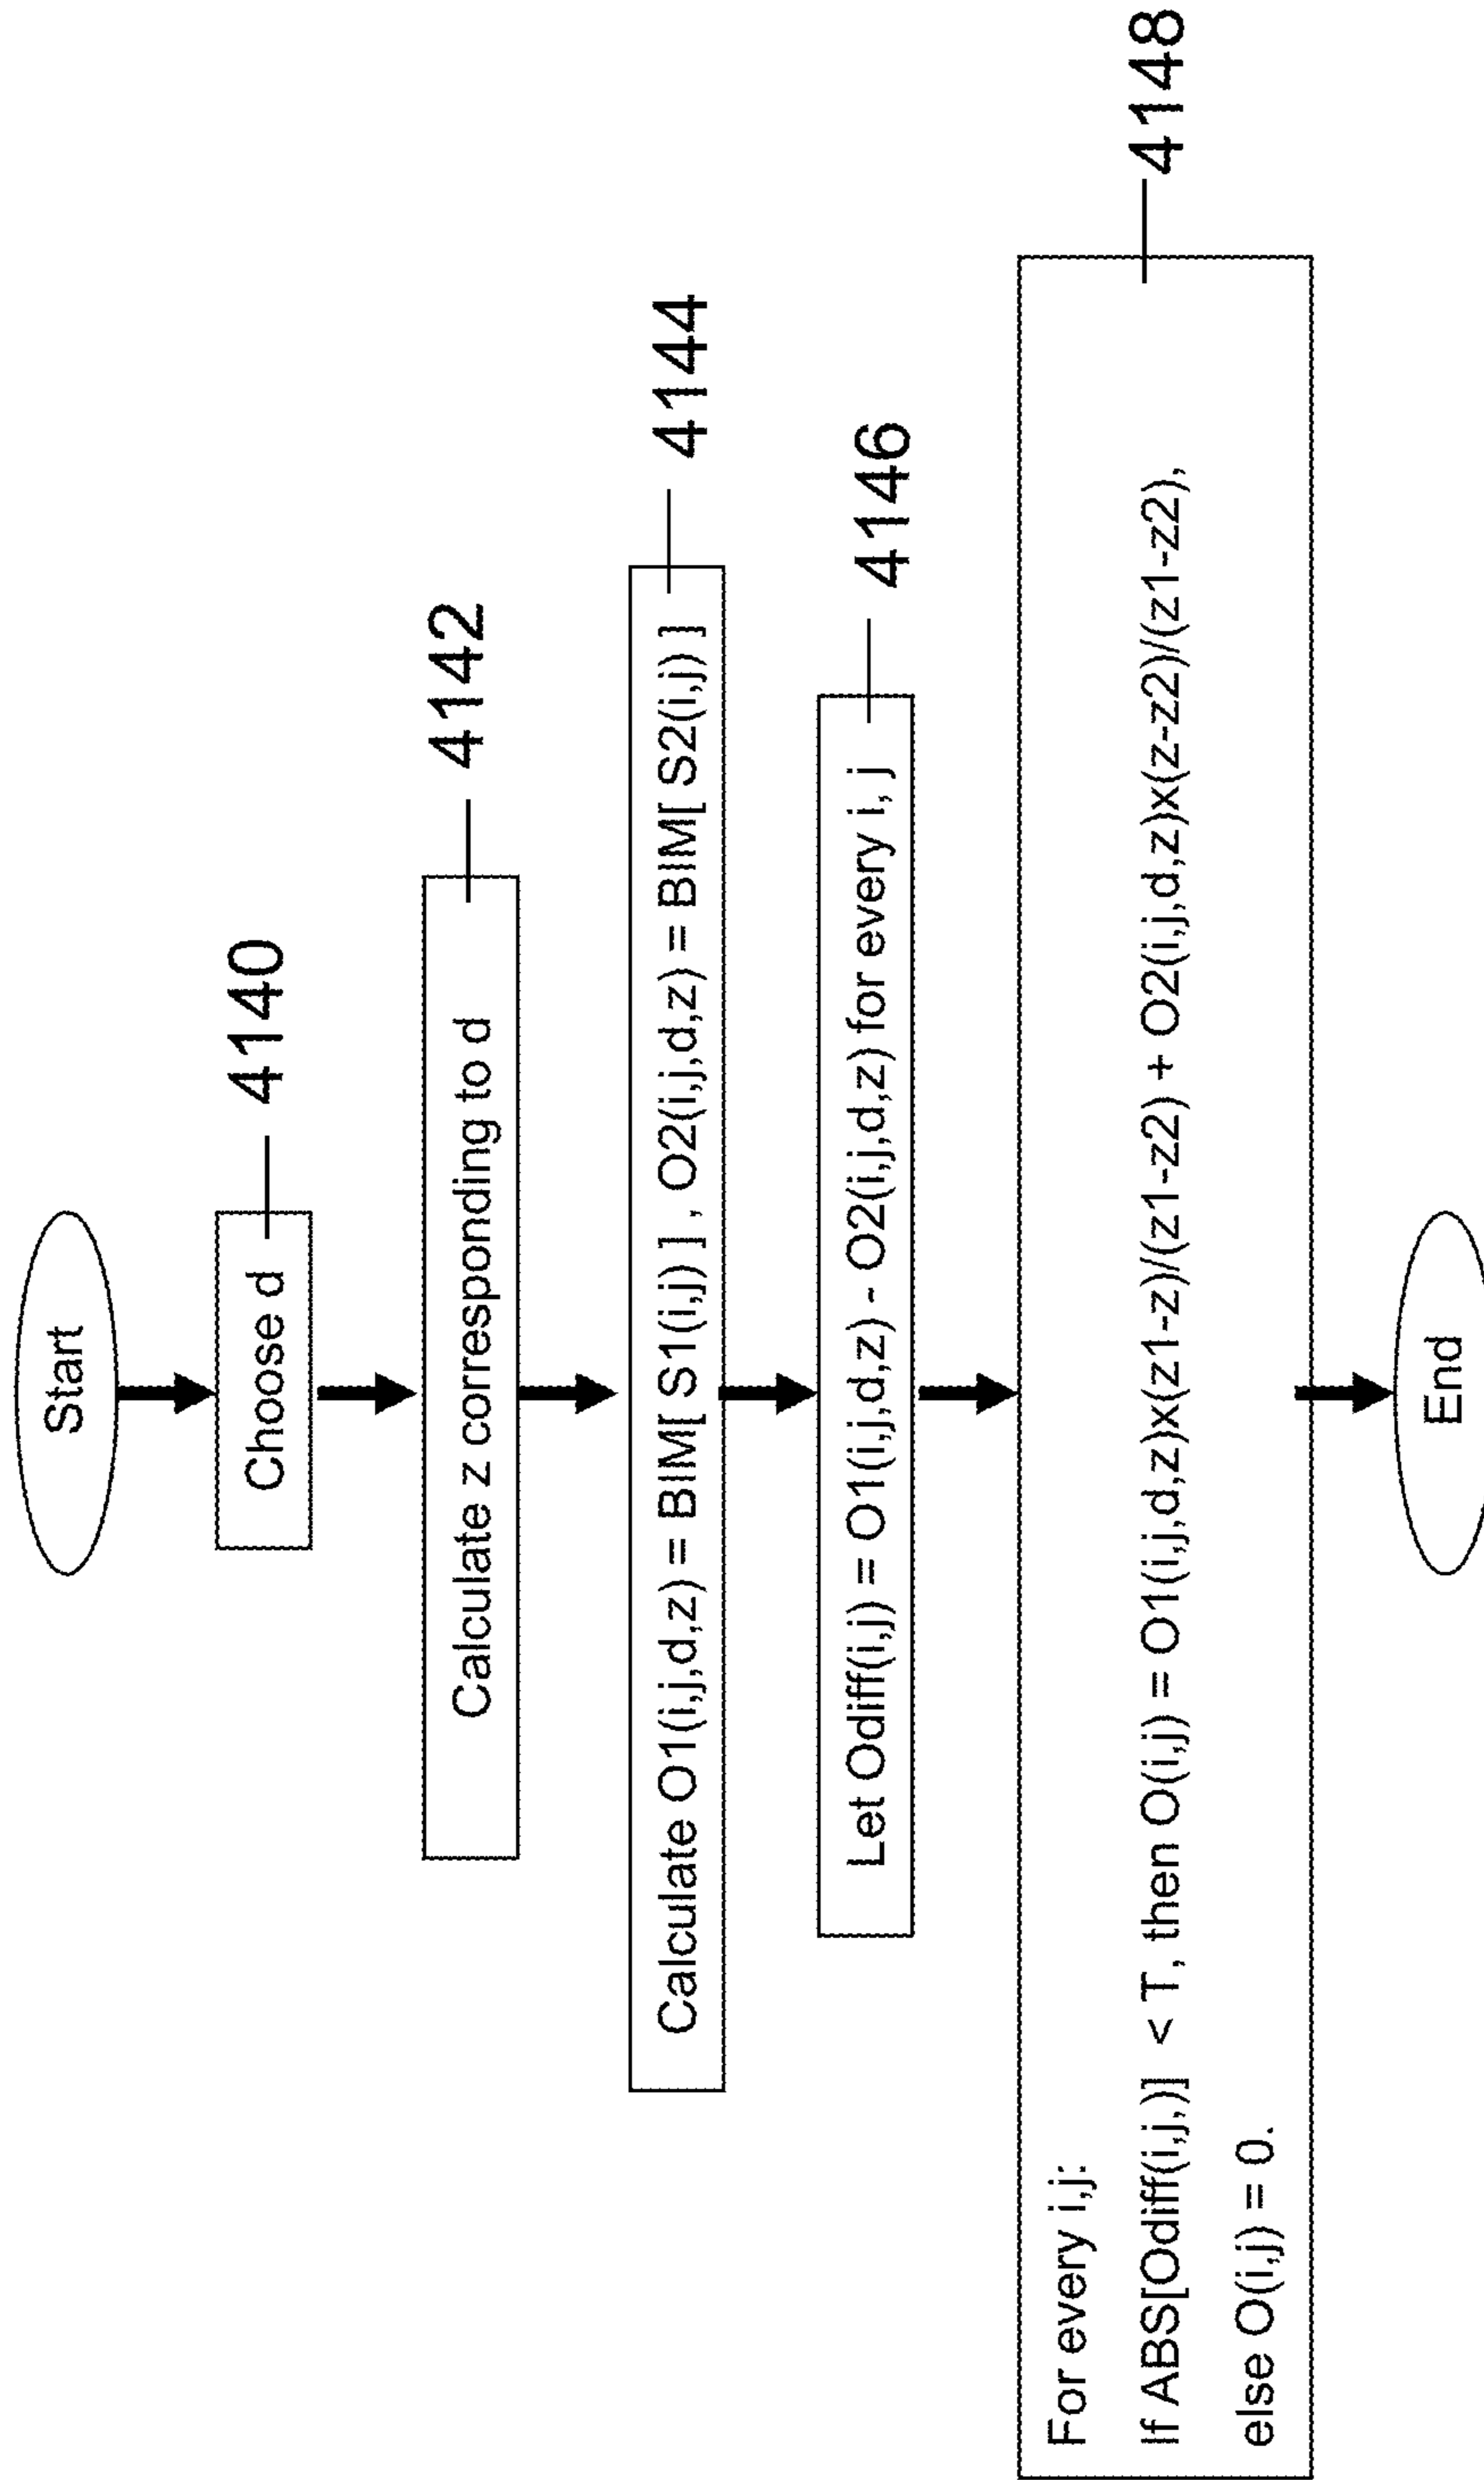 Start
Choose d
4140
Calculate z corresponding to d
4142
Calculate O1(i,j,d,z) = BIM[ S1(i,j) ] , O2(i,j,d,z) = BIM[ S2(i,j) ]
4144
Let Odiff(i,j) = O1(i,j,d,z) - O2(i,j,d,z) for every i, j
4146
For every i,j:
If ABS[Odiff(i,j,)] < T, then O(i,j) = O1(i,j,d,z)x(z1-z)/(z1-z2) + O2(i,j,d,z)x(z-z2)/(z1-z2),
else O(i,j) = 0.
4148
End